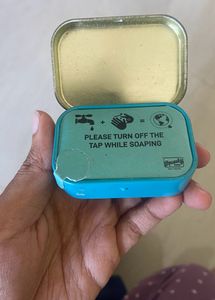 + =
PLEASE TURN OFF THE
TAP WHILE SOAPING